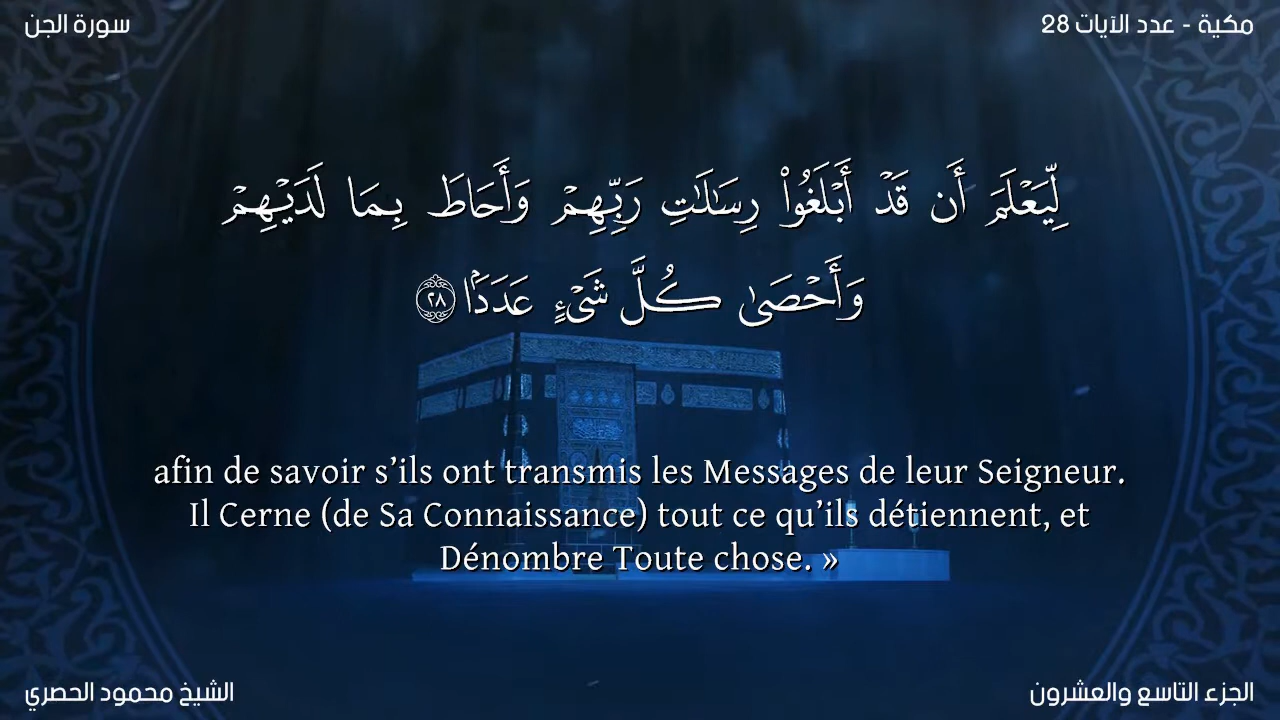 سورة الجن
مكية - عدد الآيات 28
لِّيَعْلَمَ أَن قَدْ أَبْلَغُوا۟ رِسَـٰلَـٰتِ رَبِّهِمْ وَأَحَاطَ بِمَا لَدَيْهِمْ
وَأَحْصَىٰ كُلَّ شَىْءٍ عَدَدًۢا ٢٨
afin de savoir s’ils ont transmis les Messages de leur Seigneur.
Il Cerne (de Sa Connaissance) tout ce qu’ils détiennent, et
Dénombre Toute chose. »
الشيخ محمود الحصري
الجزء التاسع والعشرون